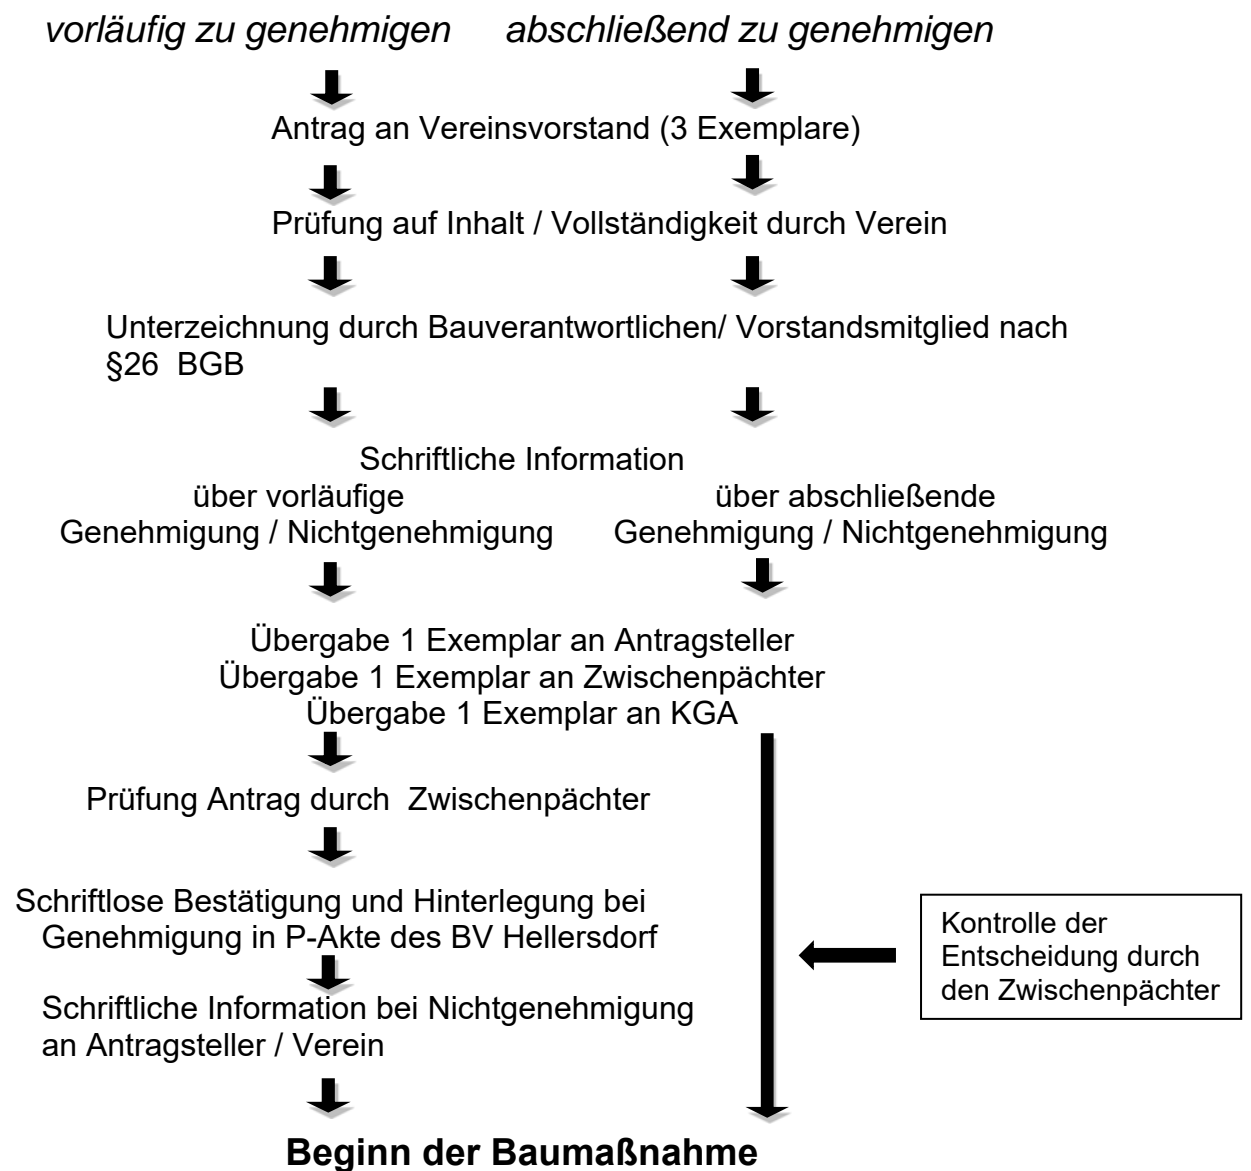 vorläufig zu genehmigen abschließend zu genehmigen
Antrag an Vereinsvorstand (3 Exemplare)
Prüfung auf Inhalt / Vollständigkeit durch Verein
Unterzeichnung durch Bauverantwortlichen/ Vorstandsmitglied nach
§26 BGB
Schriftliche Information
über vorläufige über abschließende
Genehmigung / Nichtgenehmigung Genehmigung / Nichtgenehmigung
Übergabe 1 Exemplar an Antragsteller
Übergabe 1 Exemplar an Zwischenpächter
Übergabe 1 Exemplar an KGA
Prüfung Antrag durch Zwischenpächter
Schriftlose Bestätigung und Hinterlegung bei
Genehmigung in P-Akte des BV Hellersdorf
Schriftliche Information bei Nichtgenehmigung
an Antragsteller / Verein
Kontrolle der
Entscheidung durch
den Zwischenpächter
Beginn der Baumaßnahme